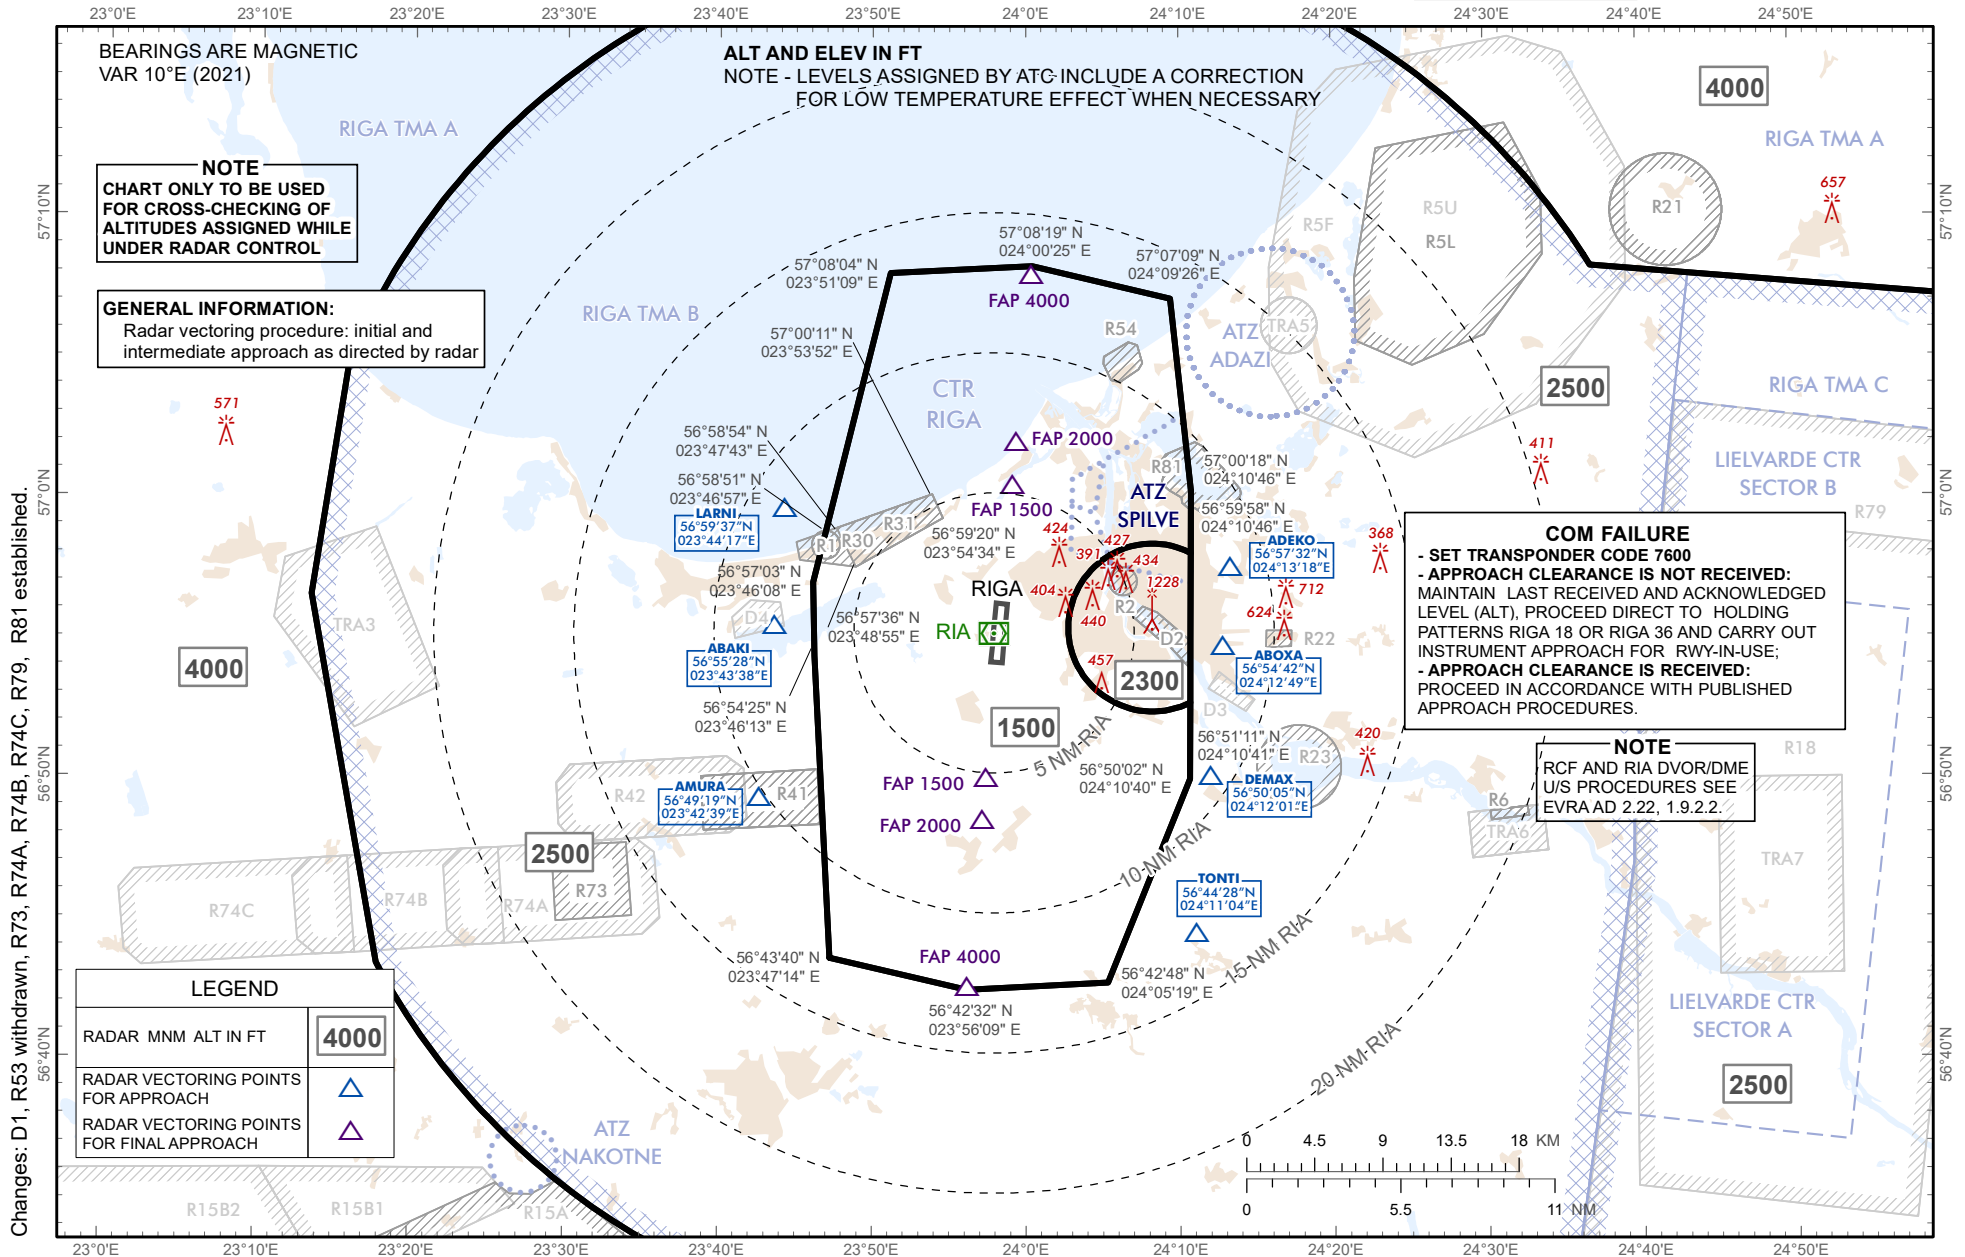 23°0'E
23°10'E
23°20'E
23°30'E
23°40'E
23°50'E
24°0'E
24°10'E
24°20'E
24°30'E
24°40'E
24°50'E
BEARINGS ARE MAGNETIC
VAR 10°E (2021)
ALT AND ELEV IN FT
NOTE - LEVELS ASSIGNED BY ATC INCLUDE A CORRECTION
FOR LOW TEMPERATURE EFFECT WHEN NECESSARY
4000
RIGA TMA A
RIGA TMA A
NOTE
CHART ONLY TO BE USED
FOR CROSS-CHECKING OF
ALTITUDES ASSIGNED WHILE
UNDER RADAR CONTROL
657
R21
R5U
R5L
R5F
57°10'N
57°10'N
57°08'19" N
024°00'25" E
57°07'09" N
024°09'26" E
57°08'04" N
023°51'09" E
FAP 4000
GENERAL INFORMATION:
Radar vectoring procedure: initial and
intermediate approach as directed by radar
RIGA TMA B
57°00'11" N
023°53'52" E
R54
ATZ
ADAZI
TRA5
2500
RIGA TMA C
CTR
RIGA
571
56°58'54" N
023°47'43" E
FAP 2000
411
LIELVARDE CTR
SECTOR B
R81
57°00'18" N
024°10'46" E
56°58'51" N
023°46'57" E
FAP 1500
ATZ
SPILVE
57°0'N
57°0'N
LARNI
56°59'37"N
023°44'17"E
R1
R30
R31
56°59'20" N
023°54'34" E
56°59'58" N
024°10'46" E
R79
424
427
391
434
404
440
1228
457
R2
D2
ADEKO
56°57'32"N
024°13'18"E
368
712
624
R22
COM FAILURE
- SET TRANSPONDER CODE 7600
- APPROACH CLEARANCE IS NOT RECEIVED:
MAINTAIN LAST RECEIVED AND ACKNOWLEDGED
LEVEL (ALT), PROCEED DIRECT TO HOLDING
PATTERNS RIGA 18 OR RIGA 36 AND CARRY OUT
INSTRUMENT APPROACH FOR RWY-IN-USE;
- APPROACH CLEARANCE IS RECEIVED:
PROCEED IN ACCORDANCE WITH PUBLISHED
APPROACH PROCEDURES.
56°57'03" N
023°46'08" E
RIGA
RIA
D4
56°57'36" N
023°48'55" E
TRA3
4000
ABAKI
56°55'28"N
023°43'38"E
ABOXA
56°54'42"N
024°12'49"E
2300
D3
56°54'25" N
023°46'13" E
1500
5 NM RIA
56°51'11" N
024°10'41" E
R23
420
NOTE
RCF AND RIA DVOR/DME
U/S PROCEDURES SEE
EVRA AD 2.22, 1.9.2.2.
R18
56°50'N
56°50'N
56°50'02" N
024°10'40" E
DEMAX
56°50'05"N
024°12'01"E
FAP 1500
FAP 2000
AMURA
56°49'19"N
023°42'39"E
R42
R41
R6
TRA6
TRA7
2500
10 NM RIA
R73
R74A
R74B
R74C
TONTI
56°44'28"N
024°11'04"E
15 NM RIA
56°43'40" N
023°47'14" E
FAP 4000
56°42'32" N
023°56'09" E
56°42'48" N
024°05'19" E
LIELVARDE CTR
SECTOR A
2500
20 NM RIA
56°40'N
56°40'N
LEGEND
RADAR MNM ALT IN FT
4000
RADAR VECTORING POINTS
FOR APPROACH
RADAR VECTORING POINTS
FOR FINAL APPROACH
ATZ
NAKOTNE
R15B2
R15B1
R15A
0 4.5 9 13.5 18 KM
0 5.5 11 NM
23°0'E
23°10'E
23°20'E
23°30'E
23°40'E
23°50'E
24°0'E
24°10'E
24°20'E
24°30'E
24°40'E
24°50'E
Changes: D1, R53 withdrawn, R73, R74A, R74B, R74C, R79, R81 established.